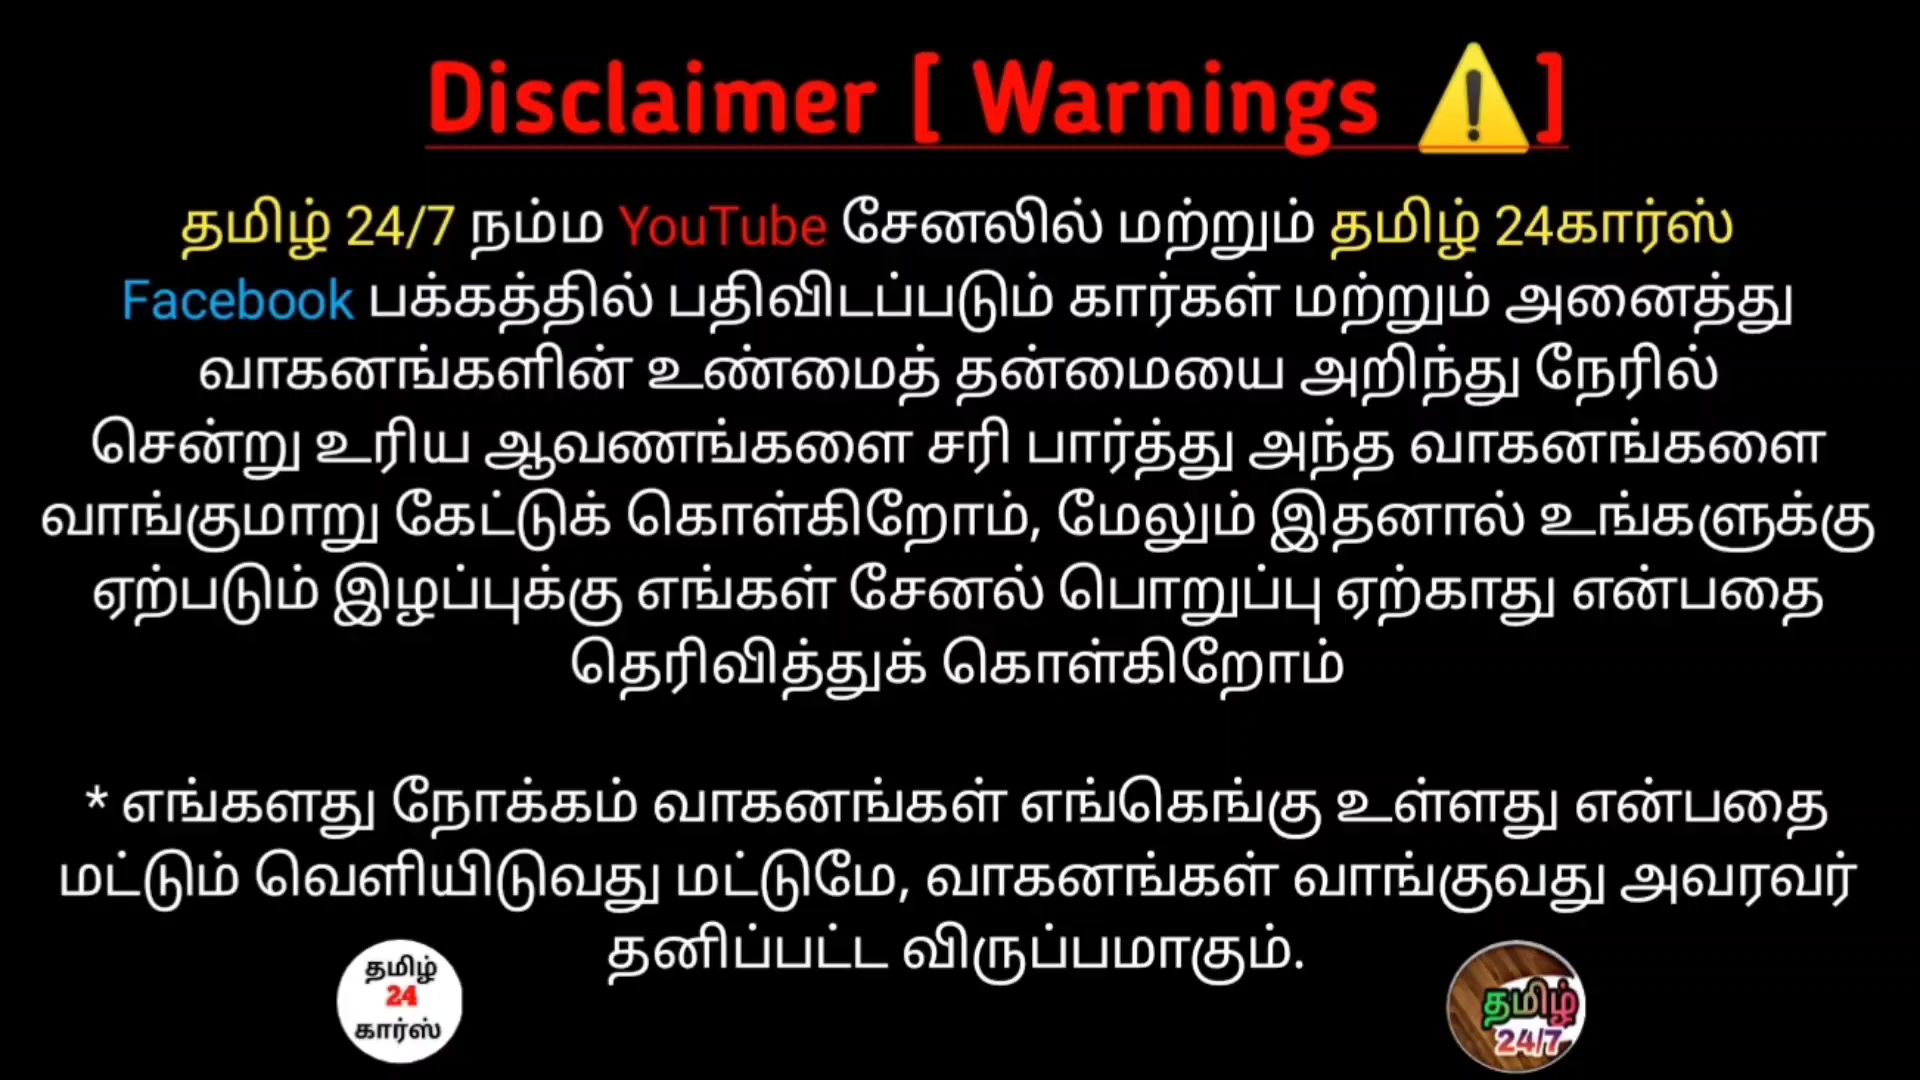 Disclaimer [ Warnings ⚠️]
தமிழ் 24/7 நம்ம YouTube சேனலில் மற்றும் தமிழ் 24கார்ஸ்
Facebook பக்கத்தில் பதிவிடப்படும் கார்கள் மற்றும் அனைத்து
வாகனங்களின் உண்மைத் தன்மையை அறிந்து நேரில்
சென்று உரிய ஆவணங்களை சரி பார்த்து அந்த வாகனங்களை
வாங்குமாறு கேட்டுக் கொள்கிறோம், மேலும் இதனால் உங்களுக்கு
ஏற்படும் இழப்புக்கு எங்கள் சேனல் பொறுப்பு ஏற்காது என்பதை
தெரிவித்துக் கொள்கிறோம்
* எங்களது நோக்கம் வாகனங்கள் எங்கெங்கு உள்ளது என்பதை
மட்டும் வெளியிடுவது மட்டுமே, வாகனங்கள் வாங்குவது அவரவர்
தனிப்பட்ட விருப்பமாகும்.
தமிழ்
24
கார்ஸ்
தமிழ்
24/7